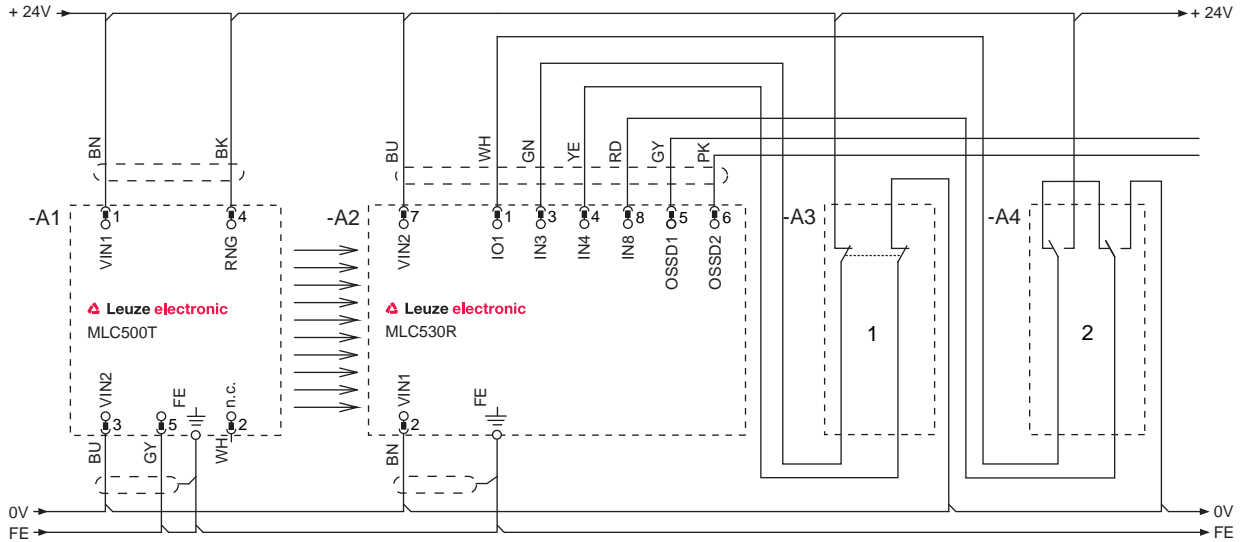 + 24V
+ 24V
BN
BK
BU
WH
GN
YE
RD
GY
PK
-A1
1
4
-A2
7
1
3
4
8
5
6
-A3
-A4
VIN1
RNG
VIN2
IO1
IN3
IN4
IN8
OSSD1
OSSD2
Leuze electronic
MLC500T
Leuze electronic
MLC530R
1
2
VIN2
FE
n.c.
VIN1
FE
3
5
2
2
BU
GY
WH
BN
0V
0V
FE
FE